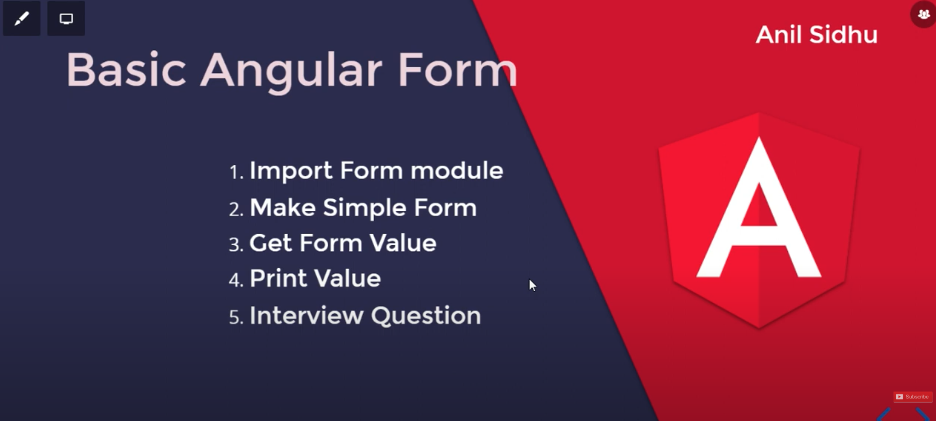 Anil Sidhu
Basic Angular Form
1. Import Form module
2. Make Simple Form
3. Get Form Value
4. Print Value
5. Interview Question
A
Subscribe